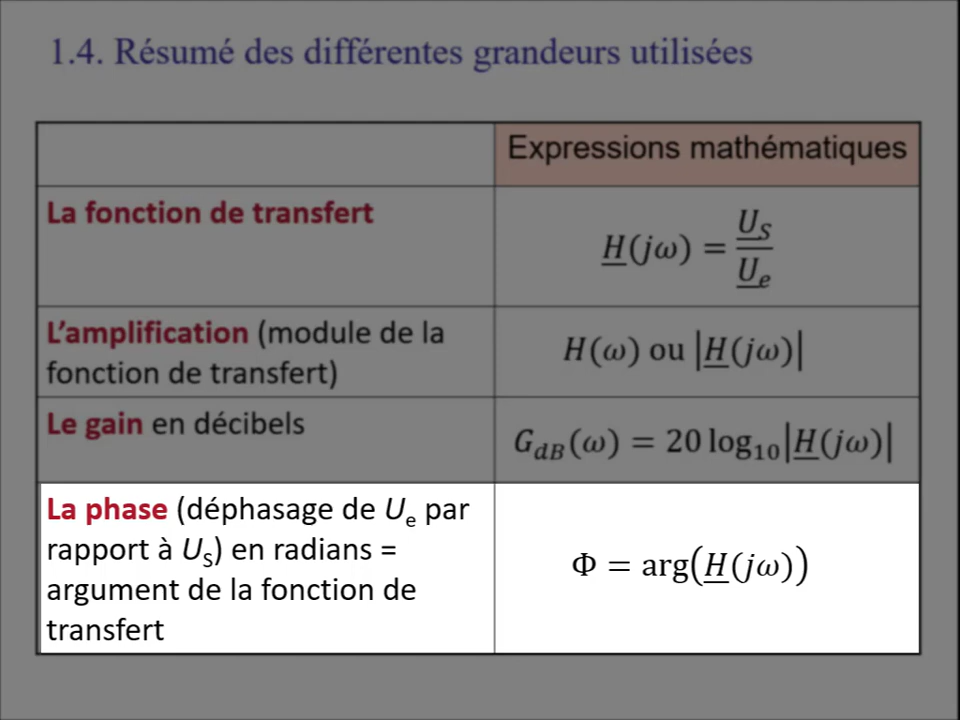 1.4. Résumé des différentes grandeurs utilisées
Expressions mathématiques
La fonction de transfert
H(jω) = U_S / U_e
L’amplification (module de la
fonction de transfert)
H(ω) ou |H(jω)|
Le gain en décibels
G_dB(ω) = 20 log₁₀|H(jω)|
La phase (déphasage de Ue par
rapport à US) en radians =
argument de la fonction de
transfert
Φ = arg(H(jω))